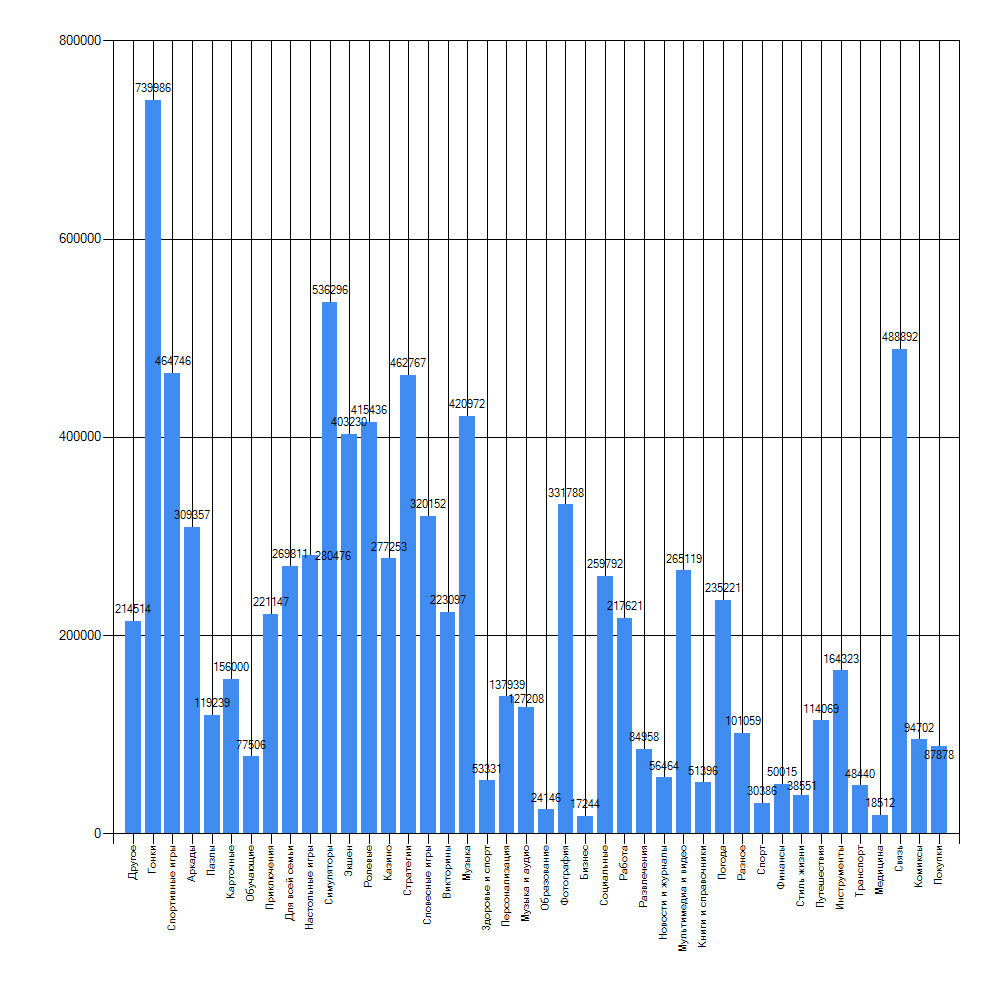 800000
600000
400000
200000
0
214514
739986
464746
309357
119239
156000
77506
221147
269811
280476
536296
403230
415436
277253
462767
320152
223097
420972
53331
137939
127208
24146
331788
17244
259792
217621
84958
56464
265119
51396
235221
101059
30386
50015
38551
114069
164323
48440
18512
488892
94702
87878
Другое
Гонки
Спортивные игры
Аркады
Пазлы
Карточные
Обучающие
Приключения
Для всей семьи
Настольные игры
Симуляторы
Экшен
Ролевые
Казино
Стратегии
Словесные игры
Викторины
Музыка
Здоровье и спорт
Персонализация
Музыка и аудио
Образование
Фотография
Бизнес
Социальные
Работа
Развлечения
Новости и журналы
Мультимедиа и видео
Книги и справочники
Погода
Разное
Спорт
Финансы
Стиль жизни
Путешествия
Инструменты
Транспорт
Медицина
Связь
Комиксы
Покупки